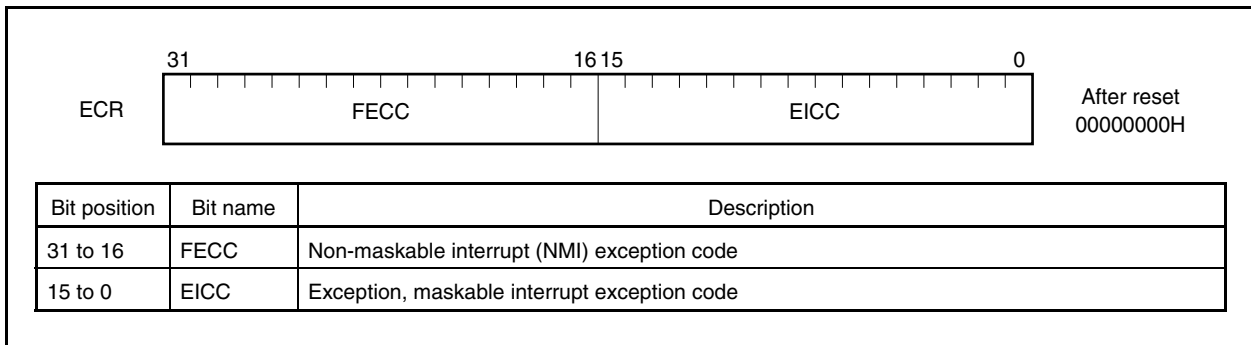 31 16 15 0
ECR FECC EICC After reset
00000000H
Bit position Bit name Description
31 to 16 FECC Non-maskable interrupt (NMI) exception code
15 to 0 EICC Exception, maskable interrupt exception code